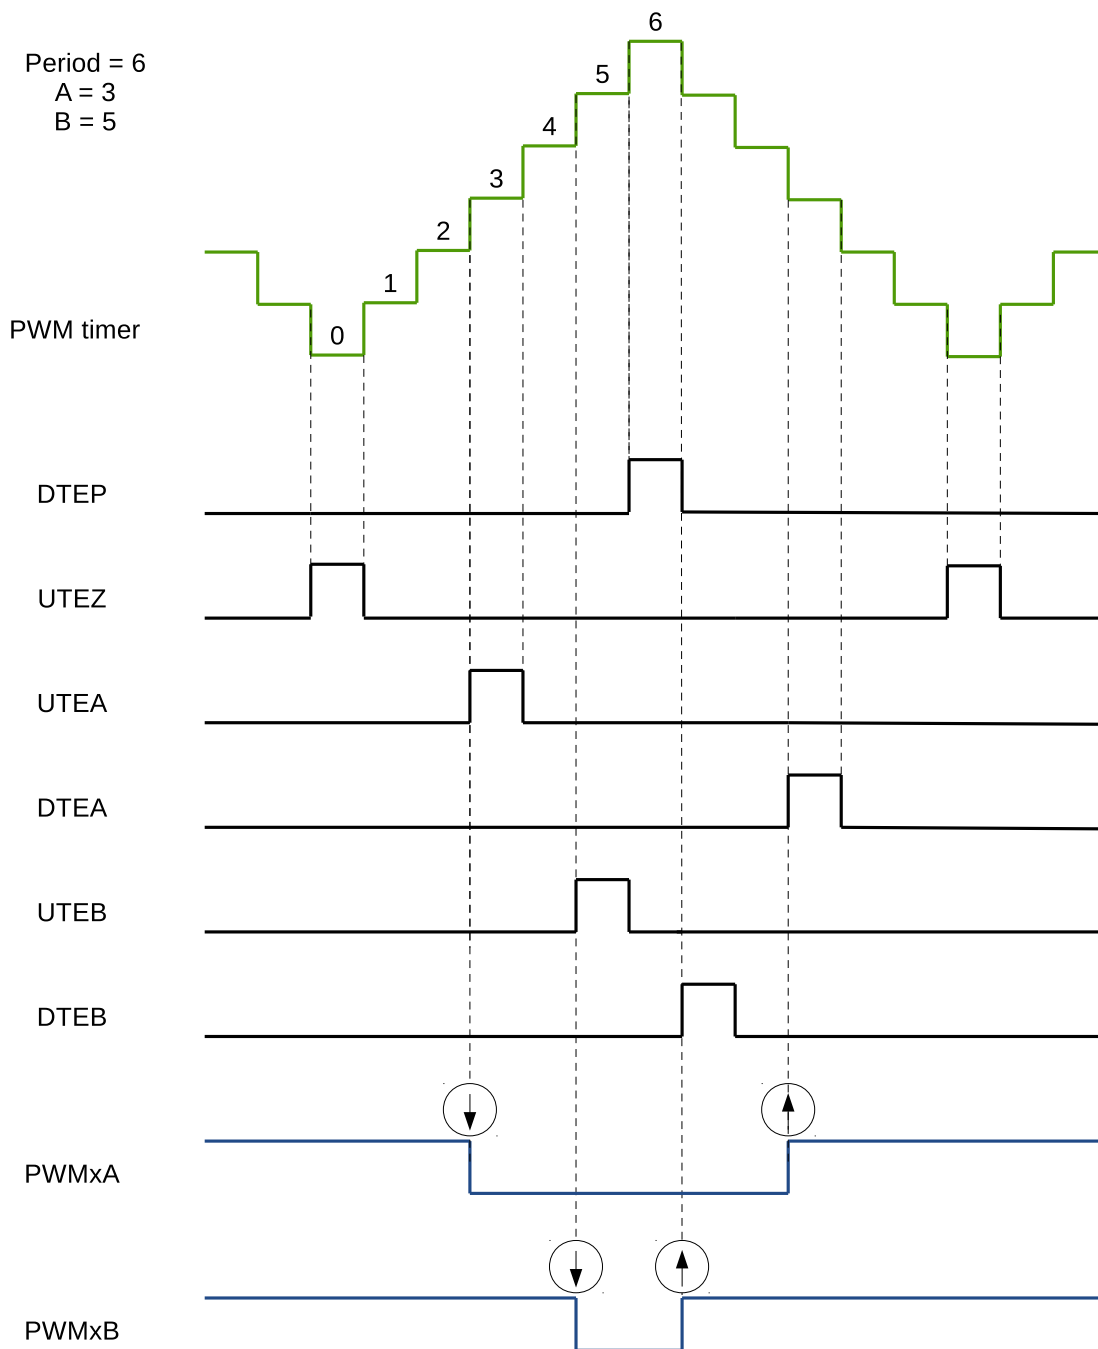 6
Period = 6
A = 3
B = 5
5
4
3
2
1
0
PWM timer
DTEP
UTEZ
UTEA
DTEA
UTEB
DTEB
PWMxA
PWMxB